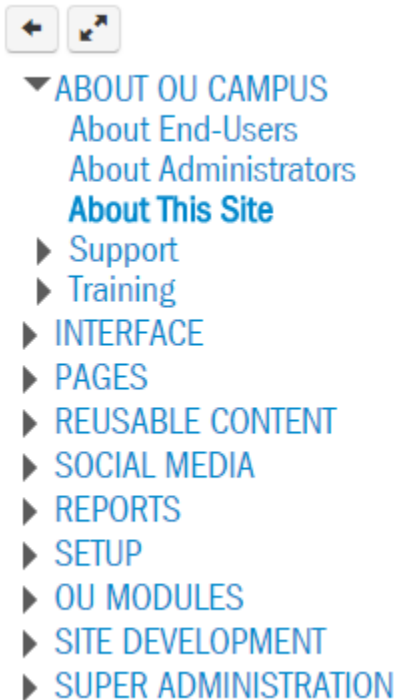 ABOUT OU CAMPUS
About End-Users
About Administrators
About This Site
Support
Training
INTERFACE
PAGES
REUSABLE CONTENT
SOCIAL MEDIA
REPORTS
SETUP
OU MODULES
SITE DEVELOPMENT
SUPER ADMINISTRATION